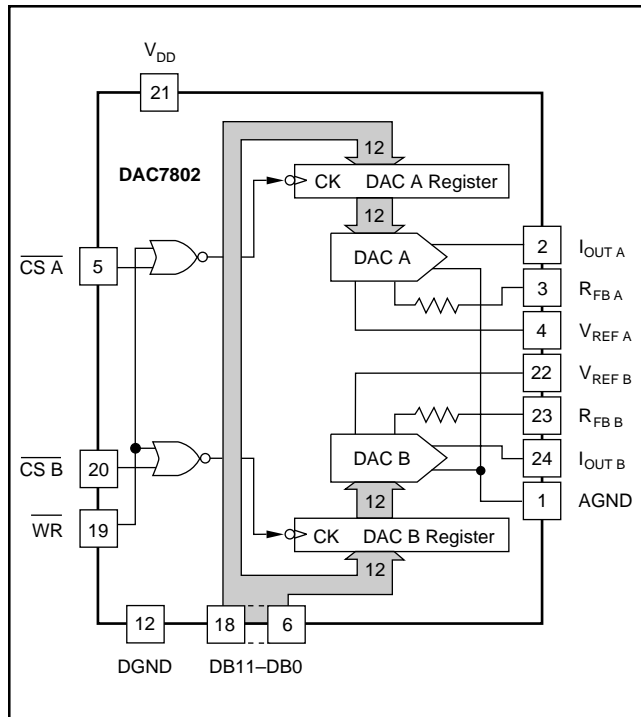 VDD
21
12
DAC7802
CK DAC A Register
12
CS A
5
DAC A
2
IOUT A
3
RFB A
4
VREF A
22
VREF B
23
RFB B
CS B
20
DAC B
24
IOUT B
WR
19
12
1
AGND
CK DAC B Register
12
12
18
6
DGND
DB11–DB0